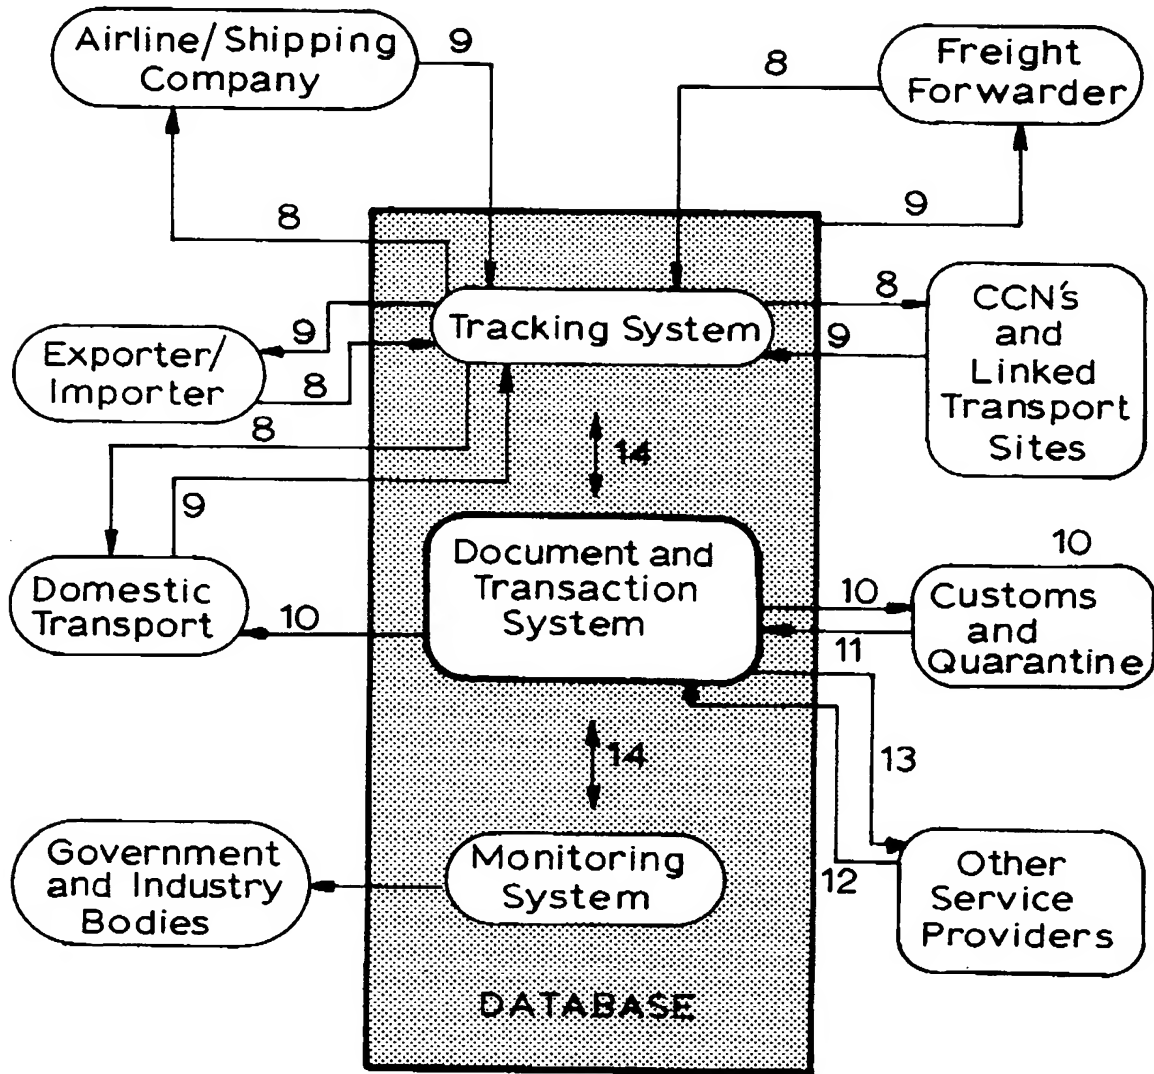 Airline/Shipping
Company
9
8
Freight
Forwarder
8
9
Tracking System
8
9
CCN's
and
Linked
Transport
Sites
Exporter/
Importer
9
8
8
9
14
Document and
Transaction
System
Domestic
Transport
10
10
11
10
Customs
and
Quarantine
14
13
12
Government
and Industry
Bodies
Monitoring
System
Other
Service
Providers
DATABASE